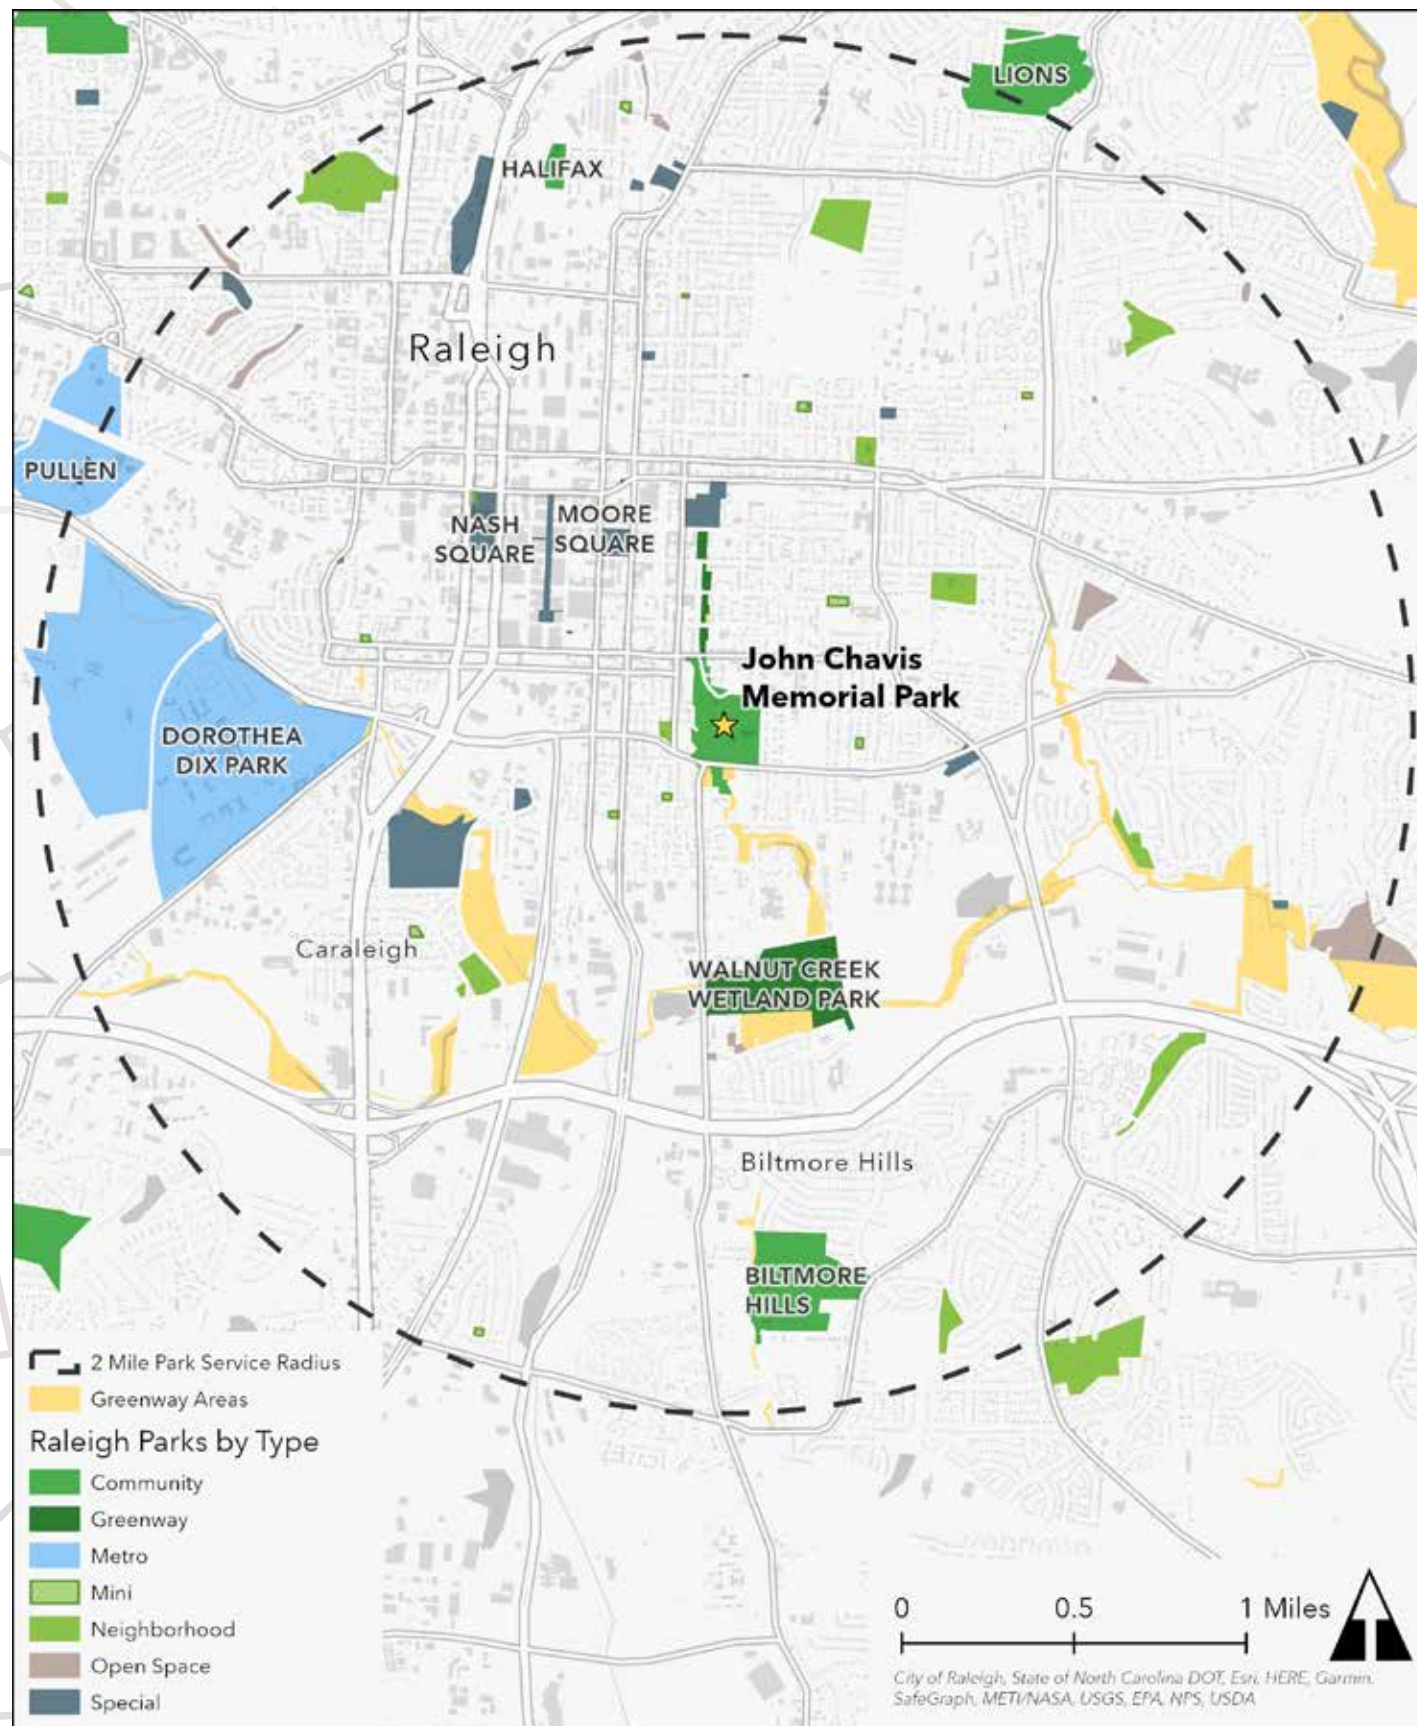 LIONS
HALIFAX
Raleigh
PULLEN
NASH
SQUARE
MOORE
SQUARE
John Chavis
Memorial Park
DOROTHEA
DIX PARK
Caraleigh
WALNUT CREEK
WETLAND PARK
Biltmore Hills
BILTMORE
HILLS
2 Mile Park Service Radius
Greenway Areas
Raleigh Parks by Type
Community
Greenway
Metro
Mini
Neighborhood
Open Space
Special
0 0.5 1 Miles
City of Raleigh, State of North Carolina DOT, Esri, HERE, Garmin,
SafeGraph, METI/NASA, USGS, EPA, NPS, USDA